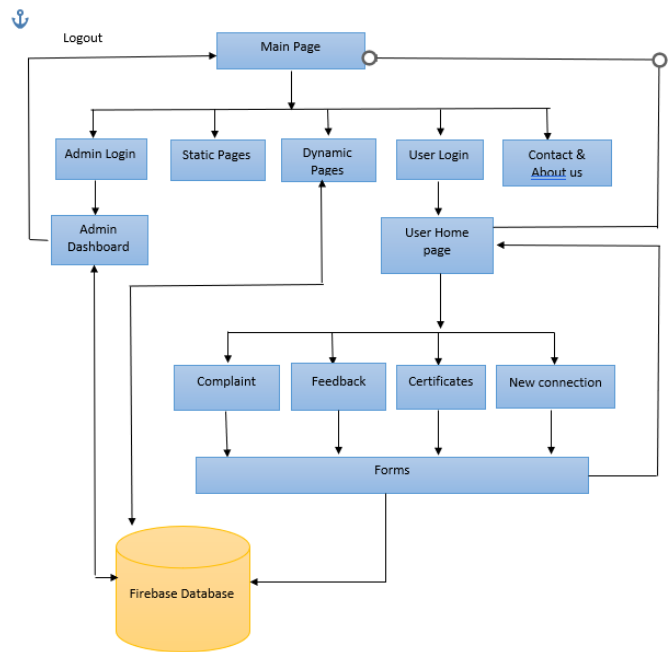 Logout
Main Page
Admin Login
Static Pages
Dynamic
Pages
User Login
Contact &
About us
Admin
Dashboard
User Home
page
Complaint
Feedback
Certificates
New connection
Forms
Firebase Database